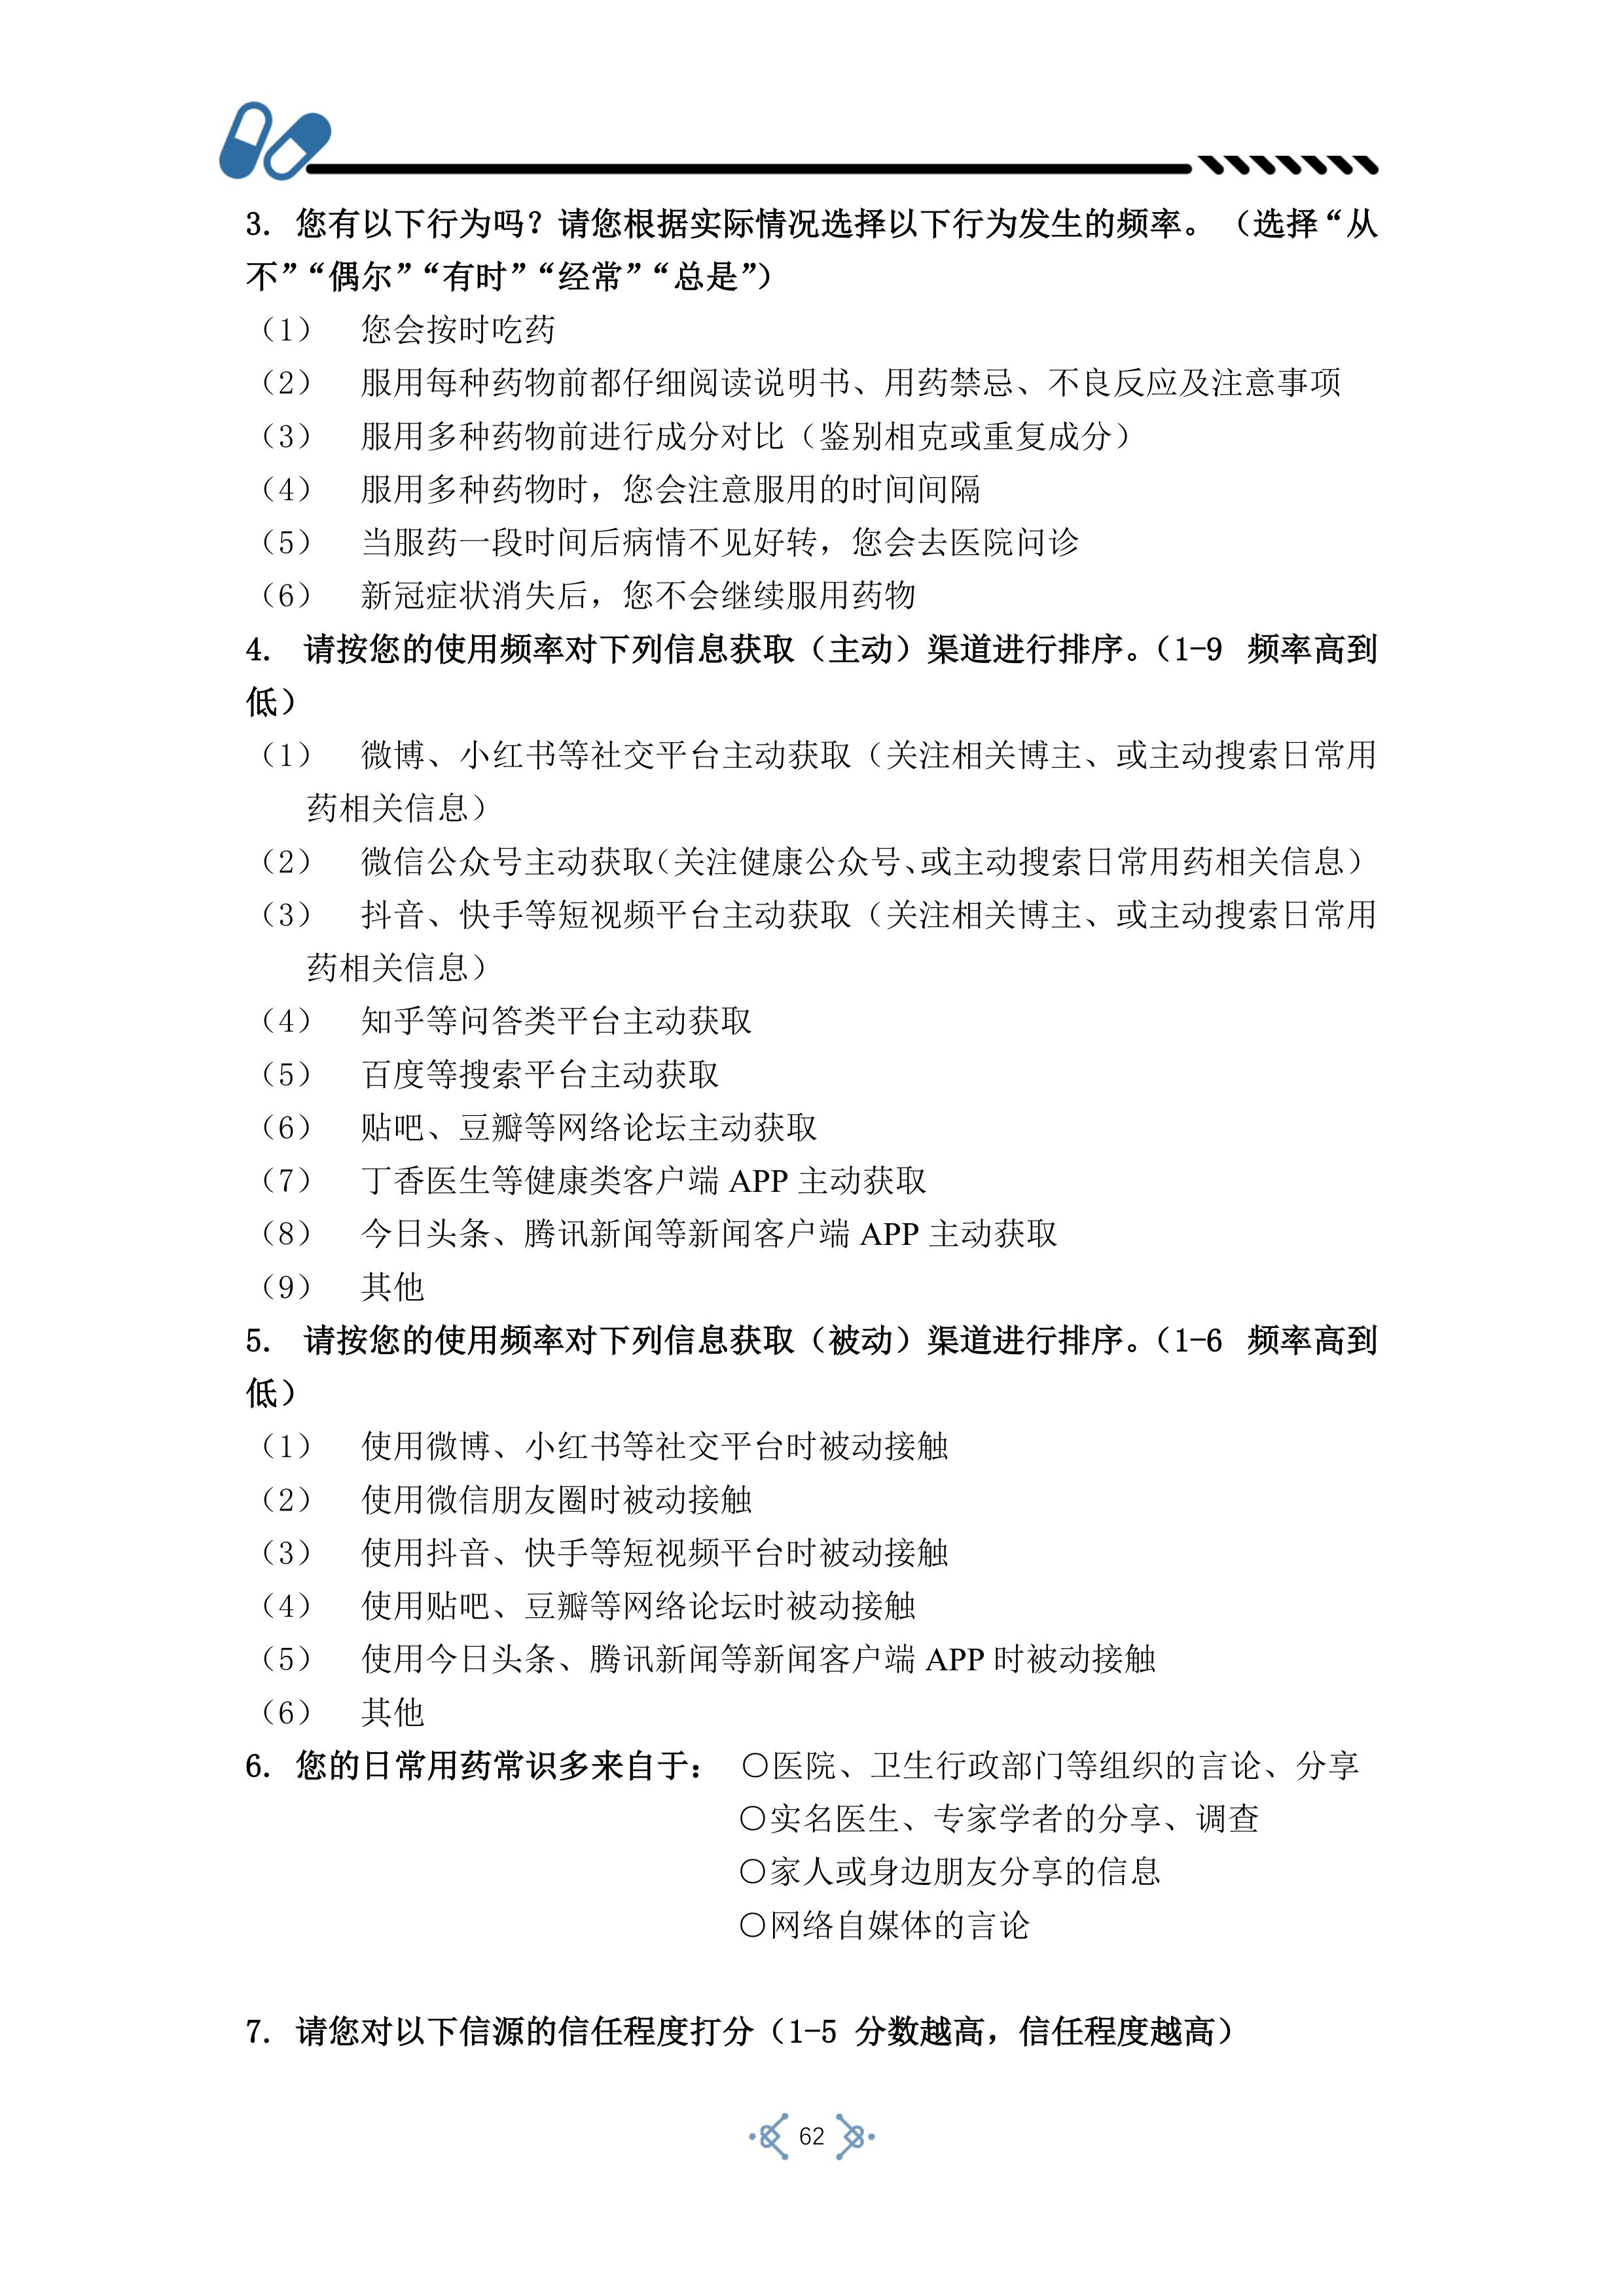 3. 您有以下行为吗？请您根据实际情况选择以下行为发生的频率。（选择“从
不”“偶尔”“有时”“经常”“总是”）
（1） 您会按时吃药
（2） 服用每种药物前都仔细阅读说明书、用药禁忌、不良反应及注意事项
（3） 服用多种药物前进行成分对比（鉴别相克或重复成分）
（4） 服用多种药物时，您会注意服用的时间间隔
（5） 当服药一段时间后病情不见好转，您会去医院问诊
（6） 新冠症状消失后，您不会继续服用药物
4. 请按您的使用频率对下列信息获取（主动）渠道进行排序。（1-9 频率高到
低）
（1） 微博、小红书等社交平台主动获取（关注相关博主、或主动搜索日常用
药相关信息）
（2） 微信公众号主动获取（关注健康公众号、或主动搜索日常用药相关信息）
（3） 抖音、快手等短视频平台主动获取（关注相关博主、或主动搜索日常用
药相关信息）
（4） 知乎等问答类平台主动获取
（5） 百度等搜索平台主动获取
（6） 贴吧、豆瓣等网络论坛主动获取
（7） 丁香医生等健康类客户端 APP 主动获取
（8） 今日头条、腾讯新闻等新闻客户端 APP 主动获取
（9） 其他
5. 请按您的使用频率对下列信息获取（被动）渠道进行排序。（1-6 频率高到
低）
（1） 使用微博、小红书等社交平台时被动接触
（2） 使用微信朋友圈时被动接触
（3） 使用抖音、快手等短视频平台时被动接触
（4） 使用贴吧、豆瓣等网络论坛时被动接触
（5） 使用今日头条、腾讯新闻等新闻客户端 APP 时被动接触
（6） 其他
6. 您的日常用药常识多来自于： ○医院、卫生行政部门等组织的言论、分享
○实名医生、专家学者的分享、调查
○家人或身边朋友分享的信息
○网络自媒体的言论
7. 请您对以下信源的信任程度打分（1-5 分数越高，信任程度越高）
62